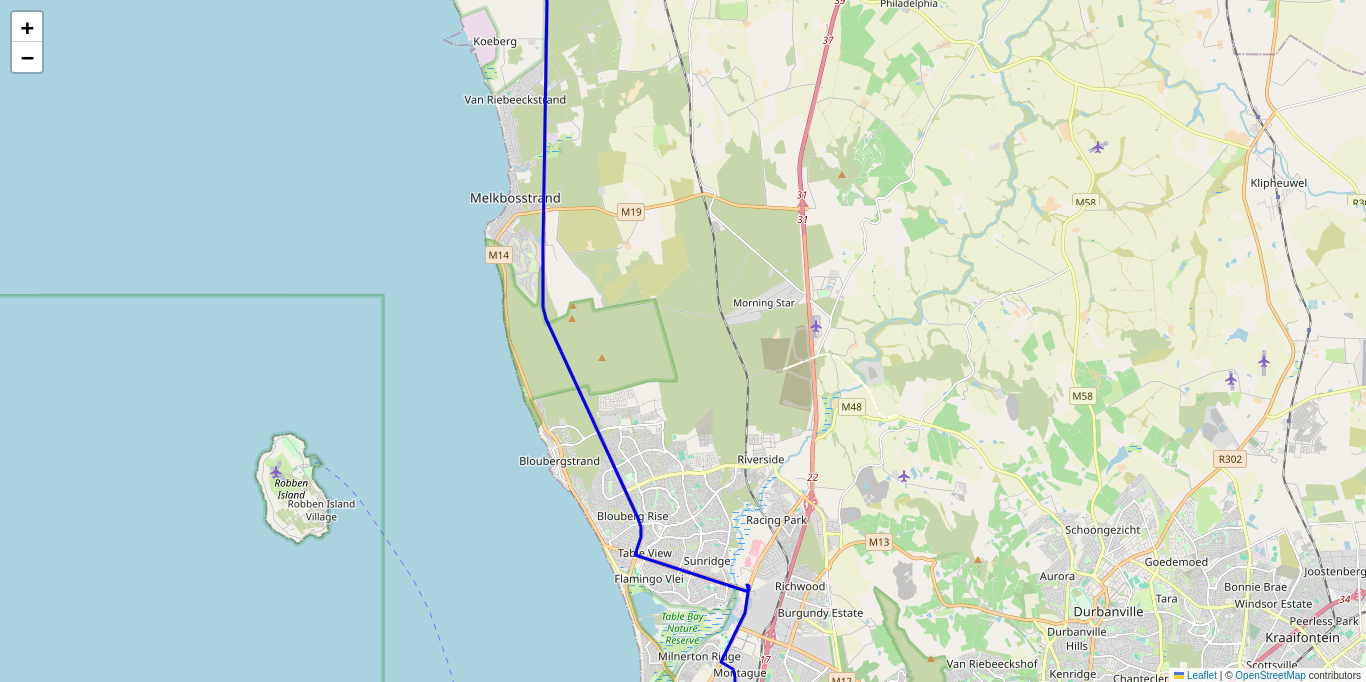 +
−
39
Philadelphia
37
Koeberg
Van Riebeeckstrand
M58
Klipheuwel
Melkbosstrand
31
M19
31
M14
Morning Star
M58
M48
Riverside
Bloubergstrand
R302
22
Robben
Island
Robben Island
Village
Blouberg Rise
Racing Park
Schoongezicht
M13
Table View
Sunridge
Goedemoed
Joostenberg
Aurora
Flamingo Vlei
Richwood
Bonnie Brae
Tara
Windsor Estate
34
Burgundy Estate
Durbanville
Peerless Park
Table Bay
Nature
Reserve
Durbanville
Hills
Kraaifontein
Milnerton Ridge
17
Van Riebeeckshof
Scottsville
Montague
M12
Kennridge
Chantecler
Leaflet | © OpenStreetMap contributors